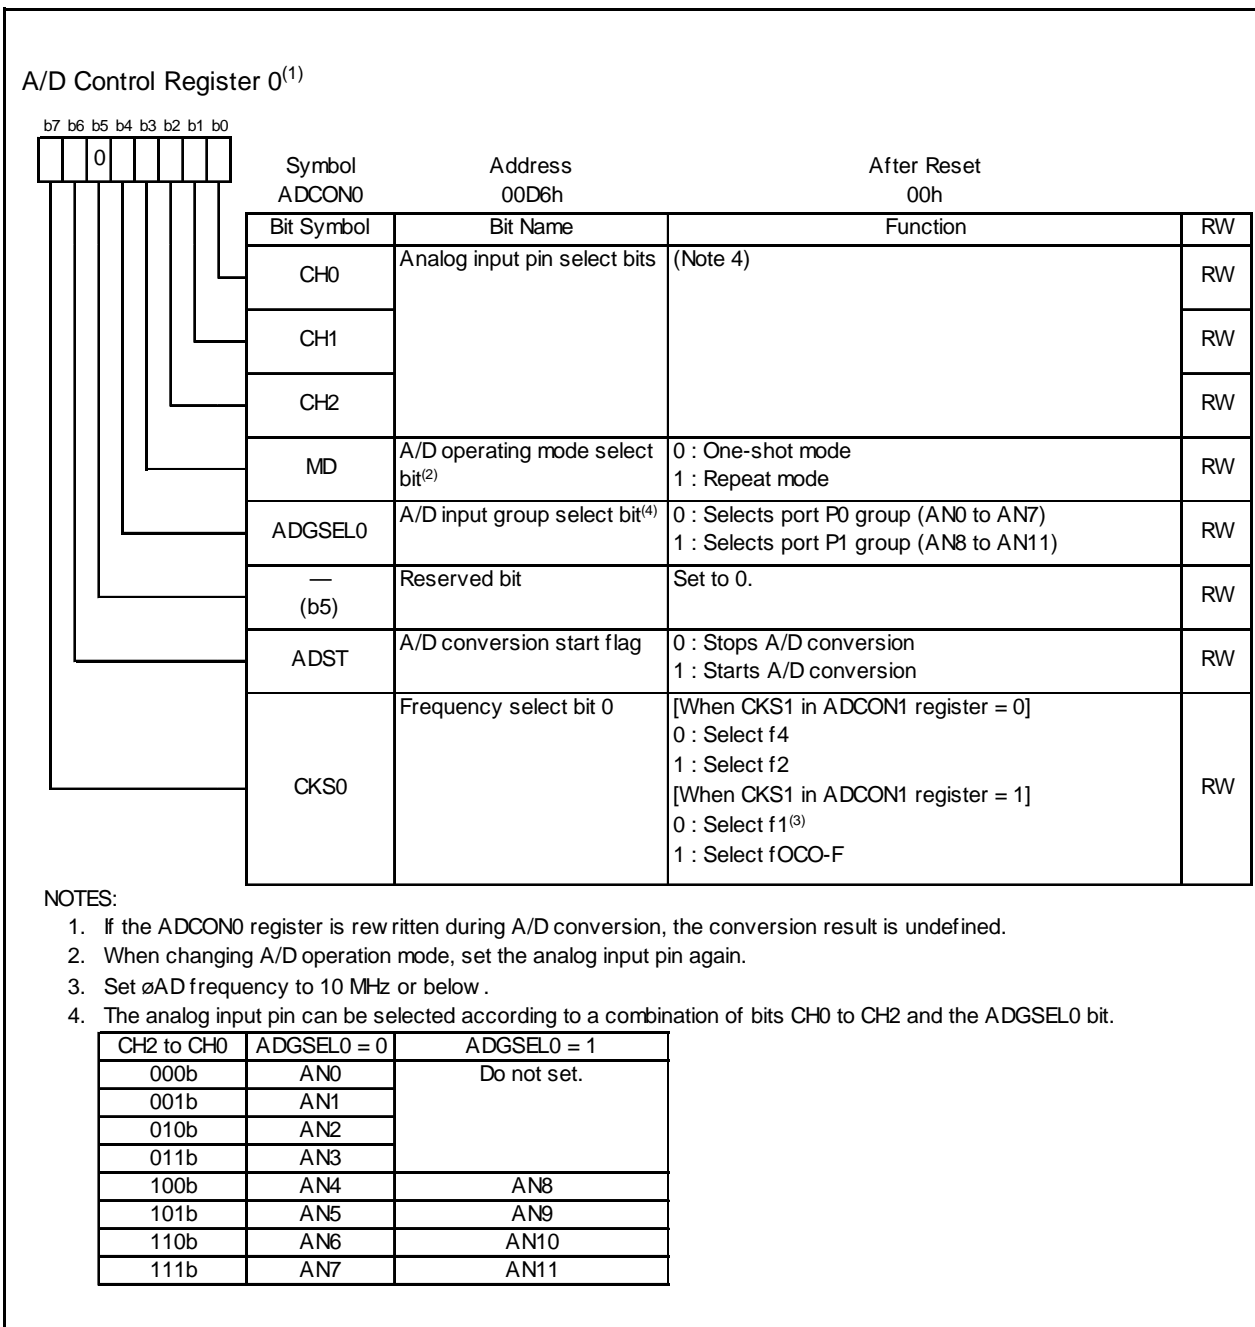 A/D Control Register 0(1)
b7 b6 b5 b4 b3 b2 b1 b0
0
Symbol Address After Reset
ADCON0 00D6h 00h
Bit Symbol Bit Name Function RW
CH0 Analog input pin select bits (Note 4) RW
CH1 RW
CH2 RW
MD A/D operating mode select bit(2) 0 : One-shot mode RW
1 : Repeat mode
ADGSEL0 A/D input group select bit(4) 0 : Selects port P0 group (AN0 to AN7) RW
1 : Selects port P1 group (AN8 to AN11)
— (b5) Reserved bit Set to 0. RW
ADST A/D conversion start flag 0 : Stops A/D conversion RW
1 : Starts A/D conversion
CKS0 Frequency select bit 0 [When CKS1 in ADCON1 register = 0] RW
0 : Select f4
1 : Select f2
[When CKS1 in ADCON1 register = 1]
0 : Select f1(3)
1 : Select fOCO-F
NOTES:
1. If the ADCON0 register is rewritten during A/D conversion, the conversion result is undefined.
2. When changing A/D operation mode, set the analog input pin again.
3. Set øAD frequency to 10 MHz or below.
4. The analog input pin can be selected according to a combination of bits CH0 to CH2 and the ADGSEL0 bit.
CH2 to CH0 ADGSEL0 = 0 ADGSEL0 = 1
000b AN0 Do not set.
001b AN1
010b AN2
011b AN3
100b AN4 AN8
101b AN5 AN9
110b AN6 AN10
111b AN7 AN11